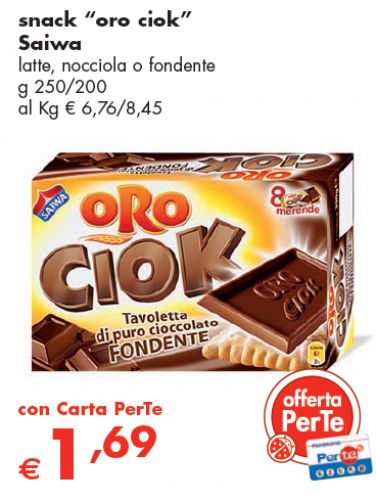 snack “oro ciok”
Saiwa
latte, nocciola o fondente
g 250/200
al Kg € 6,76/8,45
SAIWA
ORO
CIOK
8
merende
Tavoletta
di puro cioccolato
FONDENTE
ORO
CIOK
con Carta PerTe
€ 1,69
offerta
PerTe
PerTe